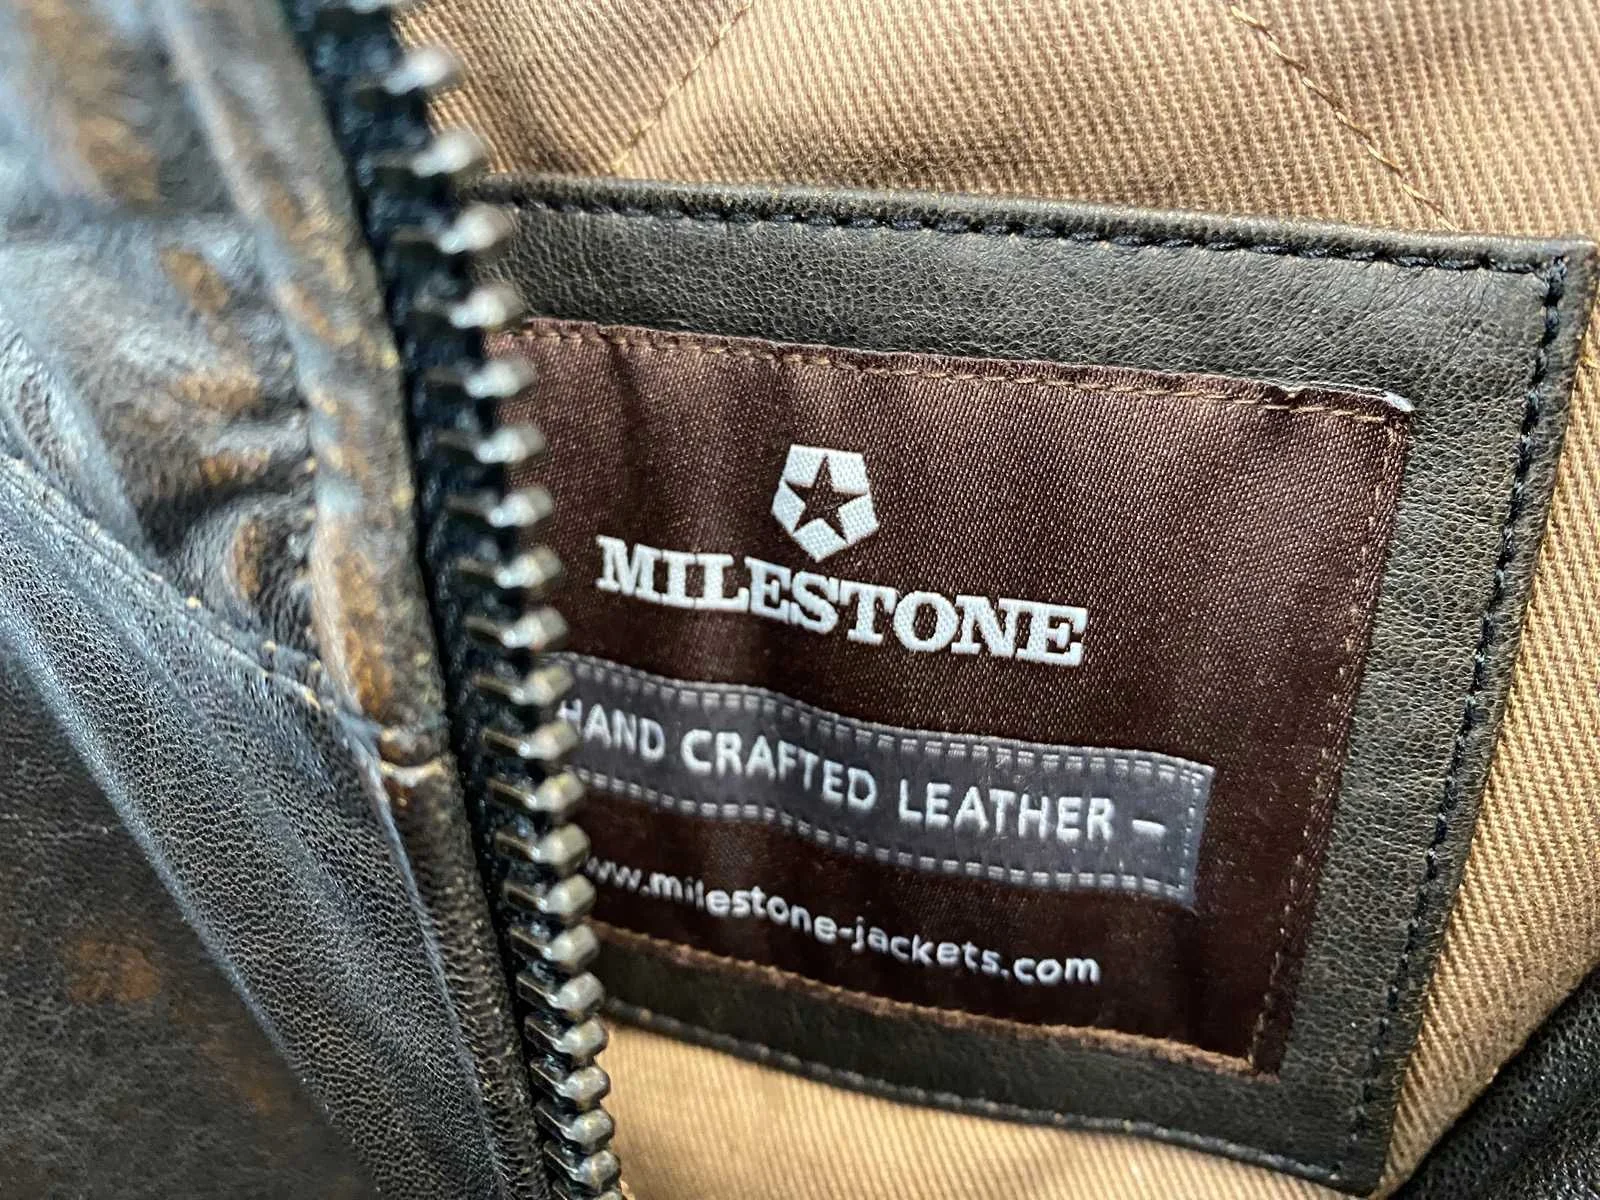 MILESTONE
HAND CRAFTED LEATHER –
www.milestone-jackets.com